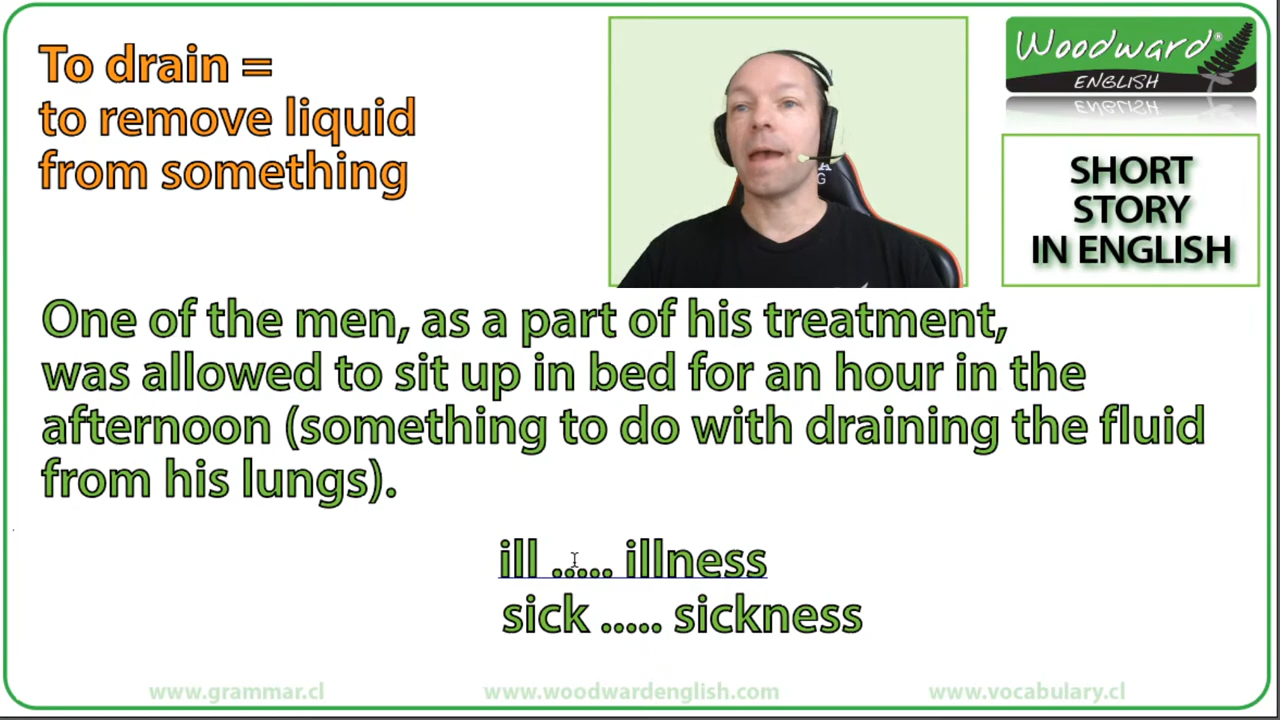 To drain =
to remove liquid
from something
Woodward®
ENGLISH
SHORT
STORY
IN ENGLISH
One of the men, as a part of his treatment,
was allowed to sit up in bed for an hour in the
afternoon (something to do with draining the fluid
from his lungs).
ill ..... illness
sick ..... sickness
www.grammar.cl
www.woodwardenglish.com
www.vocabulary.cl